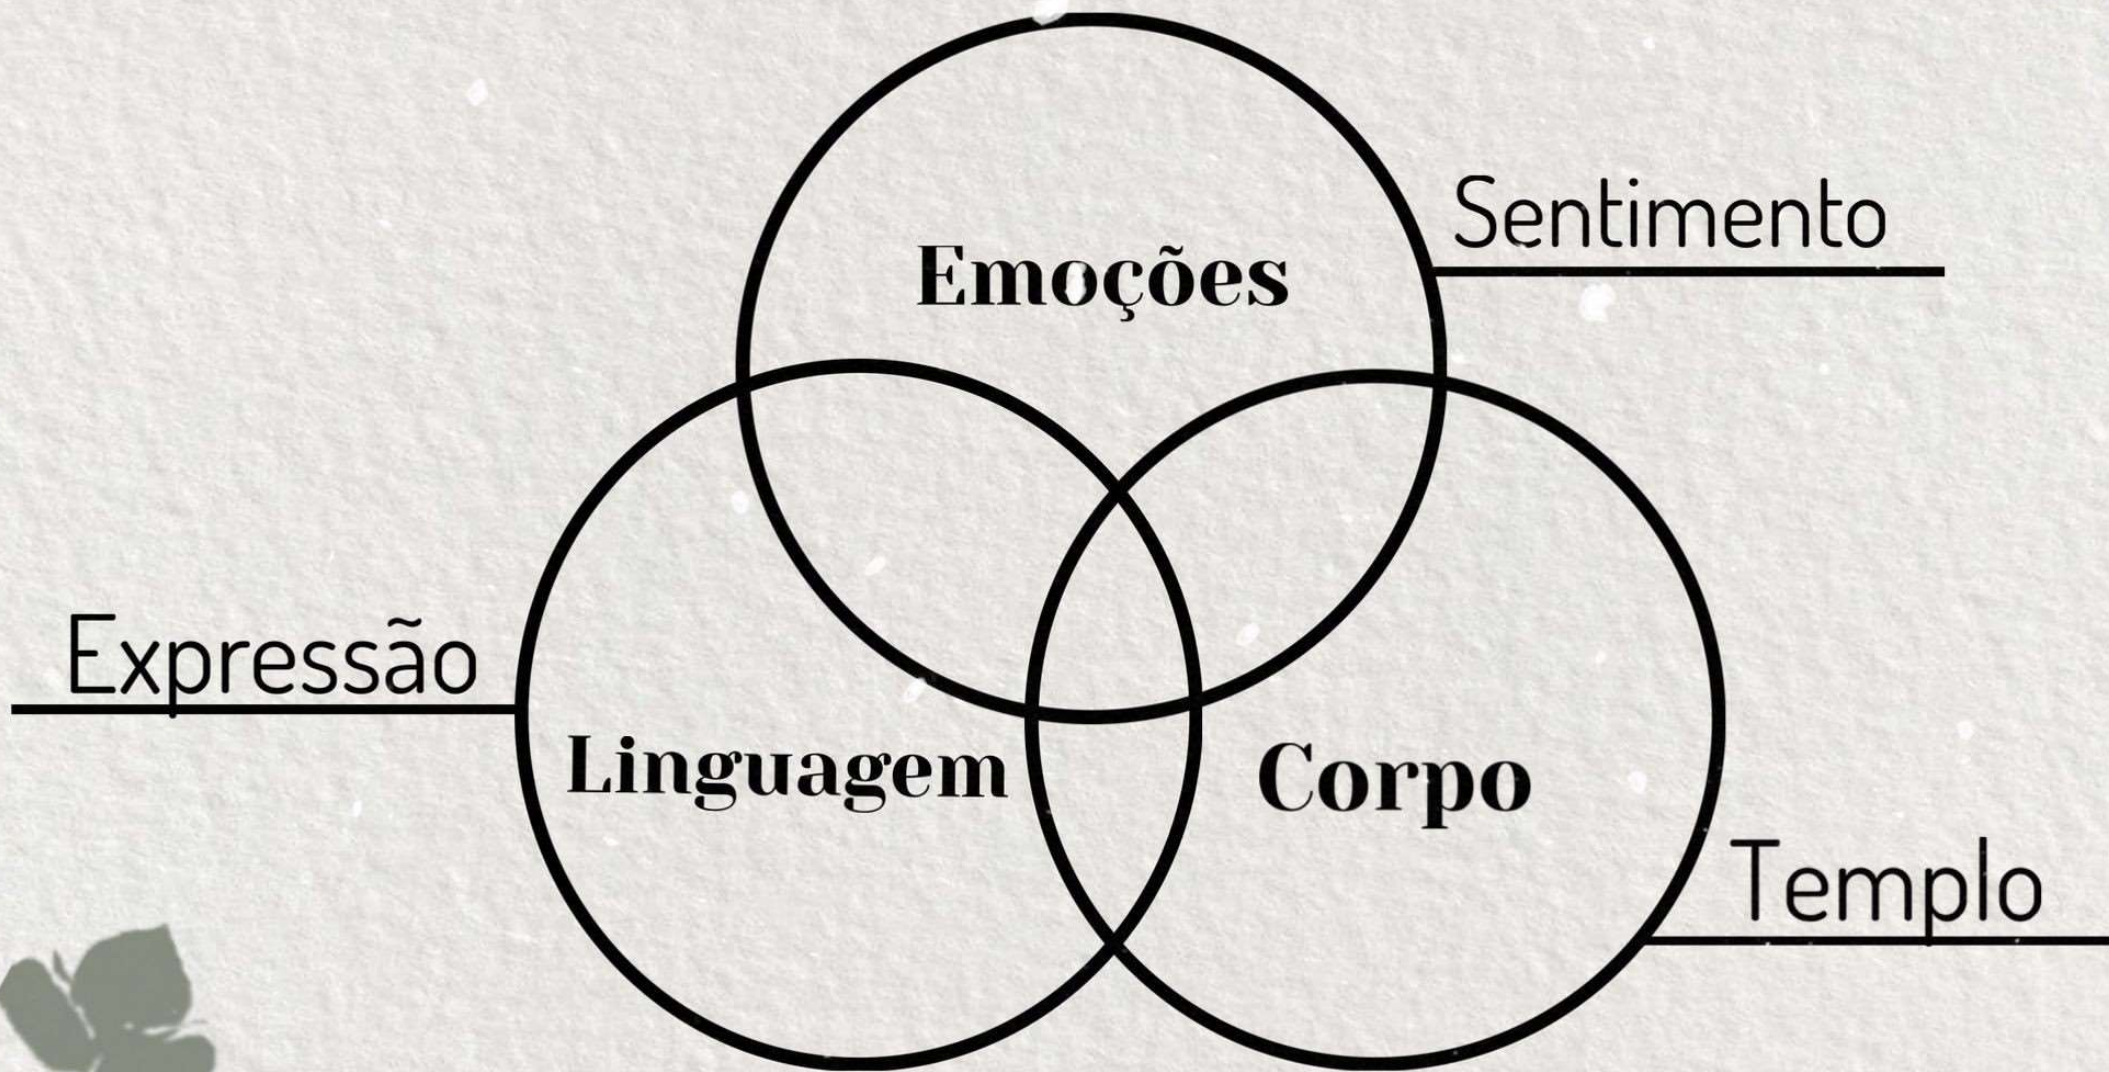 Sentimento
Emoções
Expressão
Linguagem
Corpo
Templo